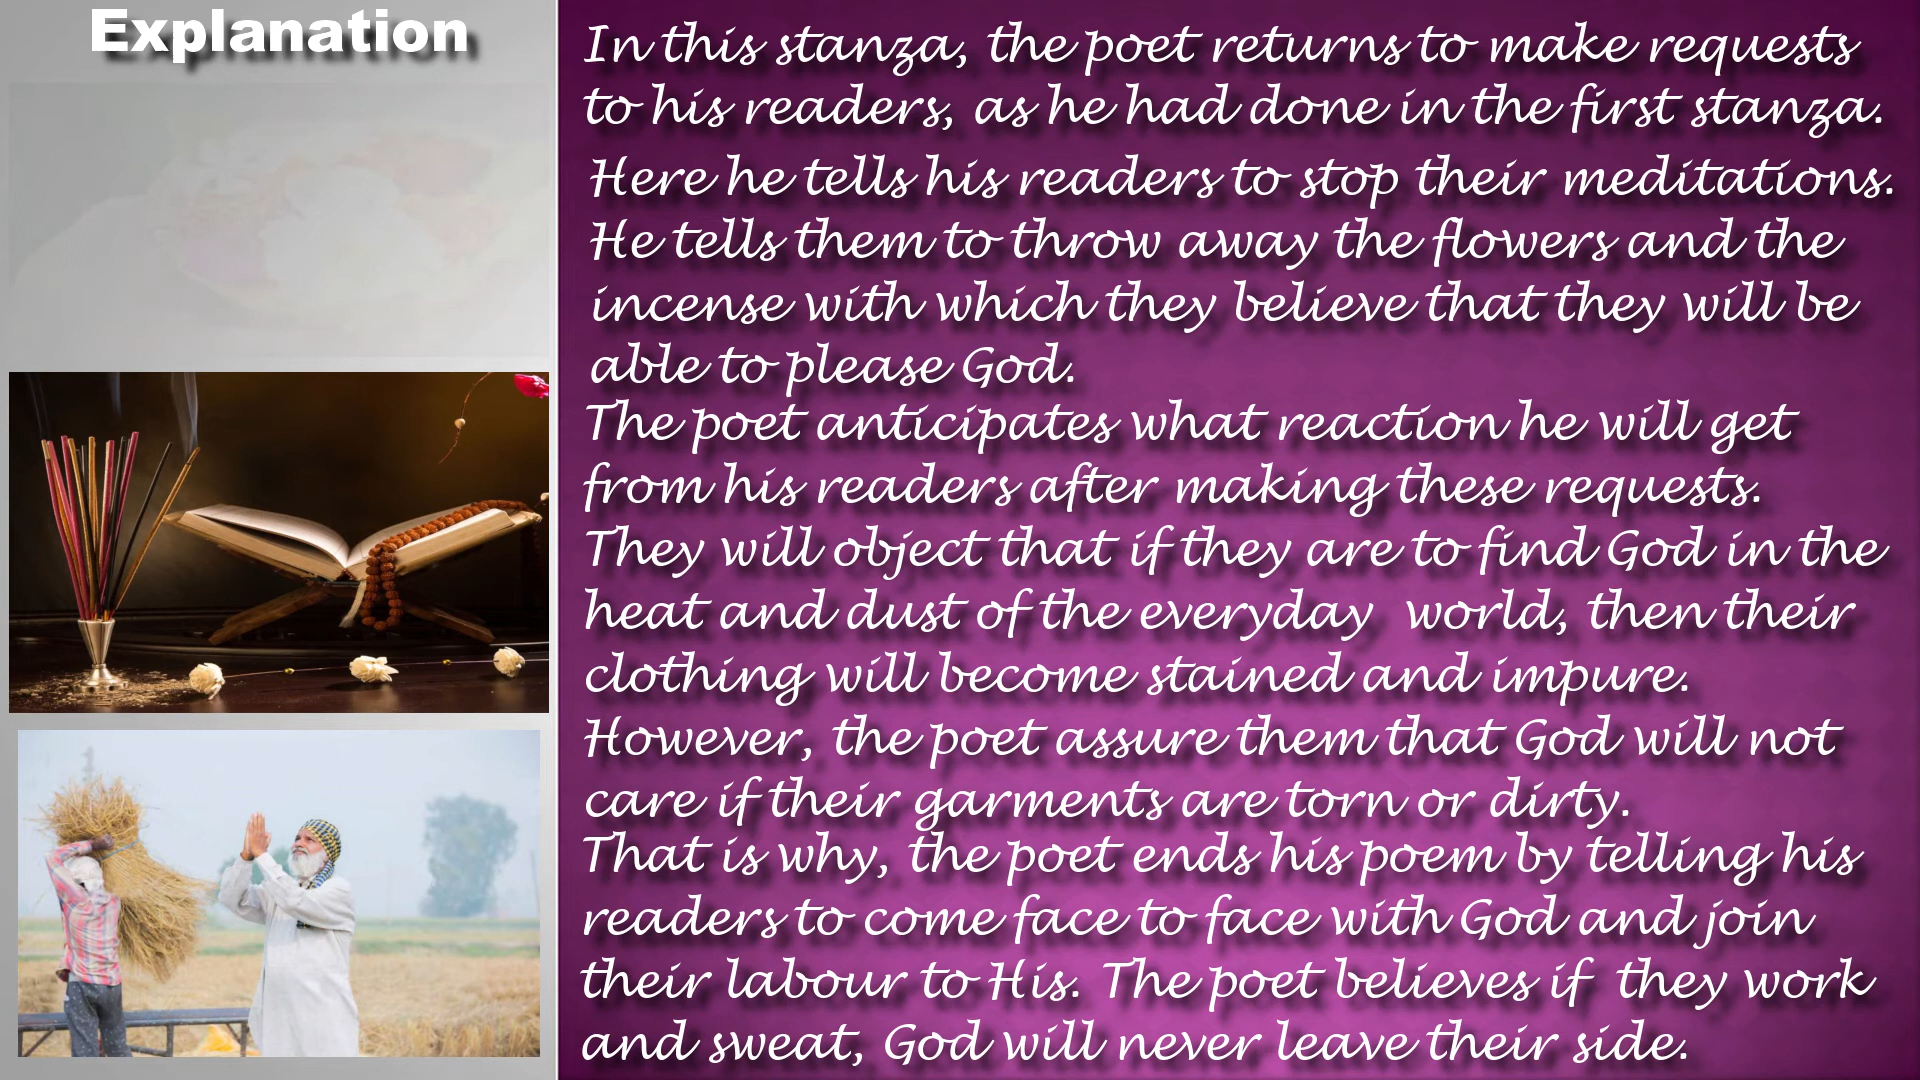 Explanation
In this stanza, the poet returns to make requests
to his readers, as he had done in the first stanza.
Here he tells his readers to stop their meditations.
He tells them to throw away the flowers and the
incense with which they believe that they will be
able to please God.
The poet anticipates what reaction he will get
from his readers after making these requests.
They will object that if they are to find God in the
heat and dust of the everyday world, then their
clothing will become stained and impure.
However, the poet assure them that God will not
care if their garments are torn or dirty.
That is why, the poet ends his poem by telling his
readers to come face to face with God and join
their labour to His. The poet believes if they work
and sweat, God will never leave their side.